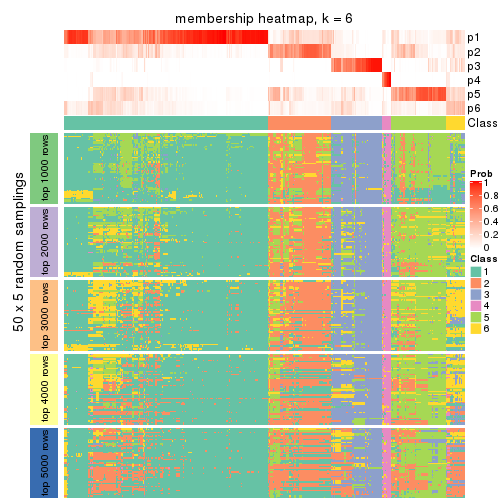 membership heatmap, k = 6
p1
p2
p3
p4
p5
p6
Class
50 x 5 random samplings
top 1000 rows
top 2000 rows
top 3000 rows
top 4000 rows
top 5000 rows
Prob
1
0.8
0.6
0.4
0.2
0
Class
1
2
3
4
5
6